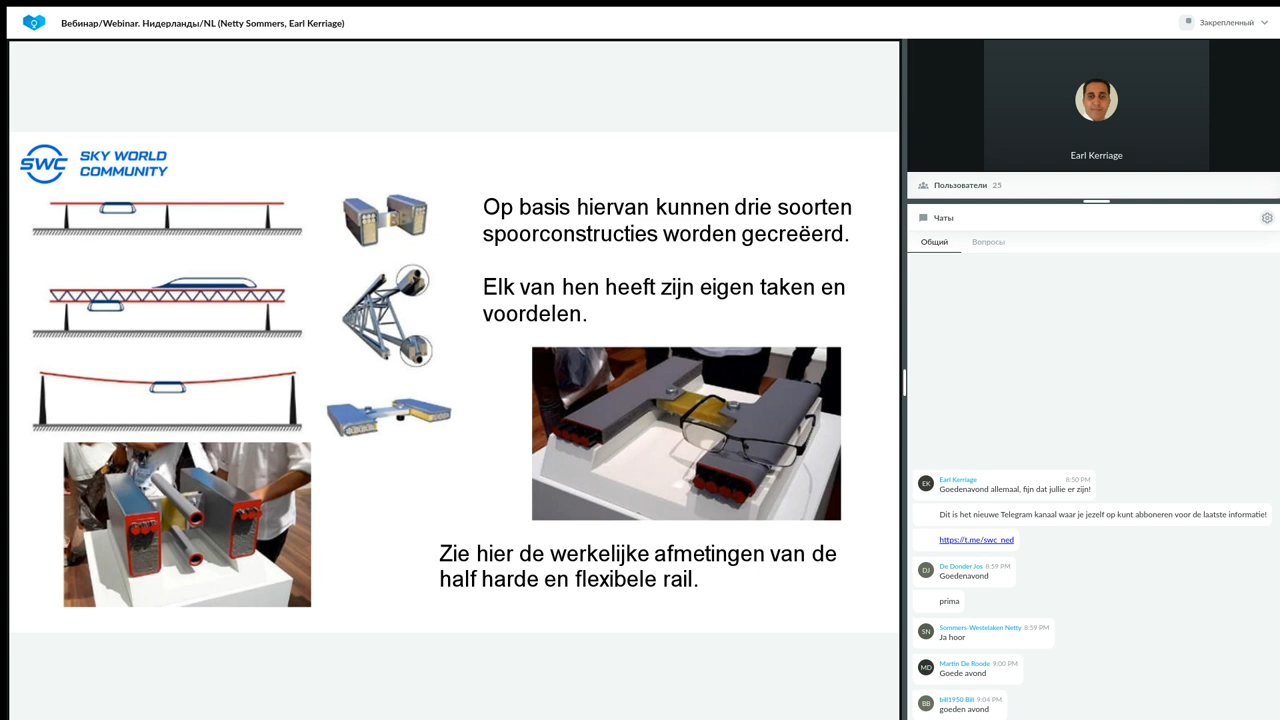 Вебинар/Webinar. Нидерланды/NL (Netty Sommers, Earl Kerriage)
Закрепленный
SWC SKY WORLD
COMMUNITY
Op basis hiervan kunnen drie soorten
spoorconstructies worden gecreëerd.
Elk van hen heeft zijn eigen taken en
voordelen.
Zie hier de werkelijke afmetingen van de
half harde en flexibele rail.
Earl Kerriage
Пользователи 25
Чаты
Общий Вопросы
EK Earl Kerriage 8:50 PM
Goedenavond allemaal, fijn dat jullie er zijn!
Dit is het nieuwe Telegram kanaal waar je jezelf op kunt abboneren voor de laatste informatie!
https://t.me/swc_ned
DJ De Donder Jos 8:59 PM
Goedenavond
prima
SN Sommers-Westelaken Netty 8:59 PM
Ja hoor
MD Martin De Roode 9:00 PM
Goede avond
BB bill1950 Bill 9:04 PM
goeden avond